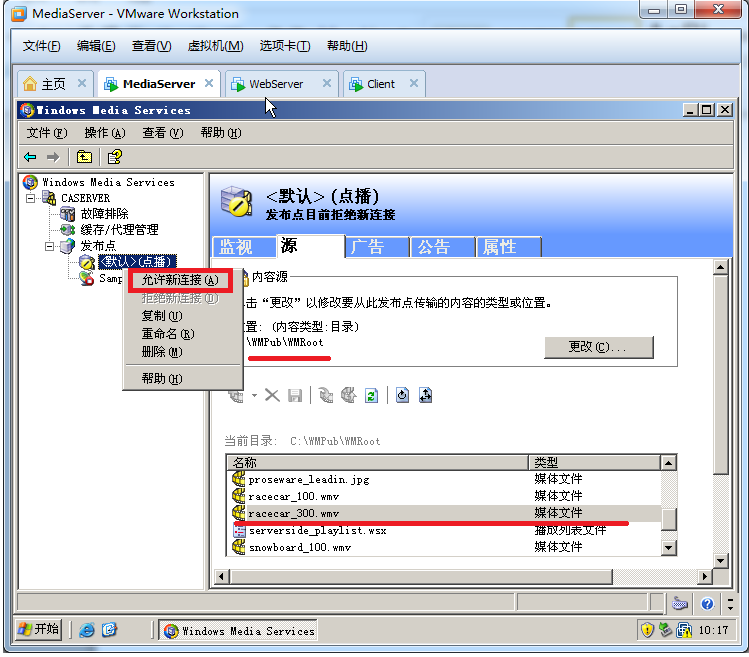 MediaServer - VMware Workstation
文件(F) 编辑(E) 查看(V) 虚拟机(M) 选项卡(T) 帮助(H)
主页 MediaServer WebServer Client
Windows Media Services
文件(F) 操作(A) 查看(V) 帮助(H)
Windows Media Services
CASERVER
故障排除
缓存/代理管理
发布点
<默认>(点播)
Samp
允许新连接(A)
拒绝新连接(D)
复制(U)
重命名(R)
删除(M)
帮助(H)
<默认>(点播)
发布点目前拒绝新连接
监视 源 广告 公告 属性
内容源
击“更改”以修改要从此发布点传输的内容的类型或位置。
置: (内容类型:目录)
\WMPub\WMRoot
更改(C)...
当前目录: C:\WMPub\WMRoot
名称 类型
proseware_leadin.jpg 媒体文件
racecar_100.wmv 媒体文件
racecar_300.wmv 媒体文件
serverside_playlist.wsx 播放列表文件
snowboard_100.wmv 媒体文件
开始 Windows Media Services 10:17